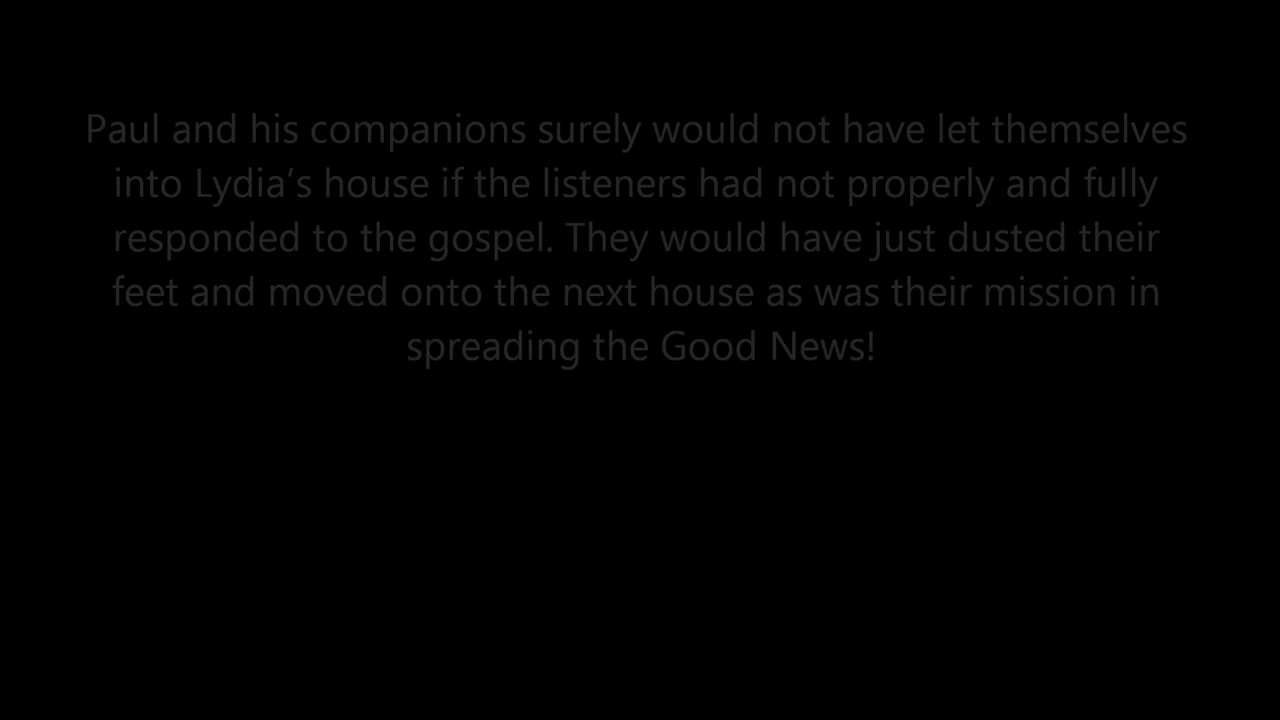 Paul and his companions surely would not have let themselves
into Lydia’s house if the listeners had not properly and fully
responded to the gospel. They would have just dusted their
feet and moved onto the next house as was their mission in
spreading the Good News!